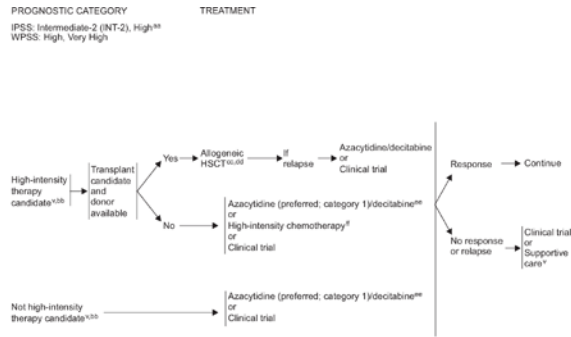 PROGNOSTIC CATEGORY
TREATMENT
IPSS: Intermediate-2 (INT-2), High
WPSS: High, Very High
High-intensity
therapy
candidate
Transplant
candidate
and
donor
available
Yes
Allogeneic
HSCT
If
relapse
Azacytidine/decitabine
or
Clinical trial
No
Azacytidine (preferred; category 1)/decitabine
or
High-intensity chemotherapy
or
Clinical trial
Response
Continue
No response
or relapse
Clinical trial
or
Supportive
care
Not high-intensity
therapy candidate
Azacytidine (preferred; category 1)/decitabine
or
Clinical trial